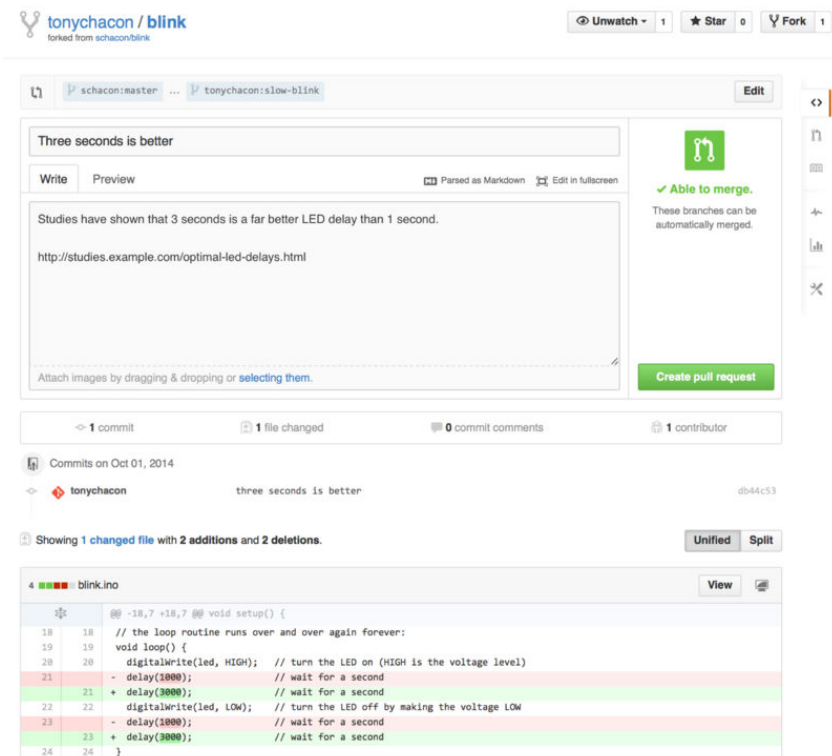 tonychacon / blink
forked from schacon/blink
Unwatch 1 Star 0 Fork 1
schacon:master ... tonychacon:slow-blink Edit
Three seconds is better
Write Preview Parsed as Markdown Edit in fullscreen
Studies have shown that 3 seconds is a far better LED delay than 1 second.
http://studies.example.com/optimal-led-delays.html
Attach images by dragging & dropping or selecting them.
✓ Able to merge.
These branches can be
automatically merged.
Create pull request
1 commit 1 file changed 0 commit comments 1 contributor
Commits on Oct 01, 2014
tonychacon three seconds is better db44c53
Showing 1 changed file with 2 additions and 2 deletions. Unified Split
4 blink.ino View
@@ -18,7 +18,7 @@ void setup() {
18 18 // the loop routine runs over and over again forever:
19 19 void loop() {
20 20 digitalWrite(led, HIGH); // turn the LED on (HIGH is the voltage level)
21 - delay(1000); // wait for a second
21 + delay(3000); // wait for a second
22 22 digitalWrite(led, LOW); // turn the LED off by making the voltage LOW
23 - delay(1000); // wait for a second
23 + delay(3000); // wait for a second
24 24 }